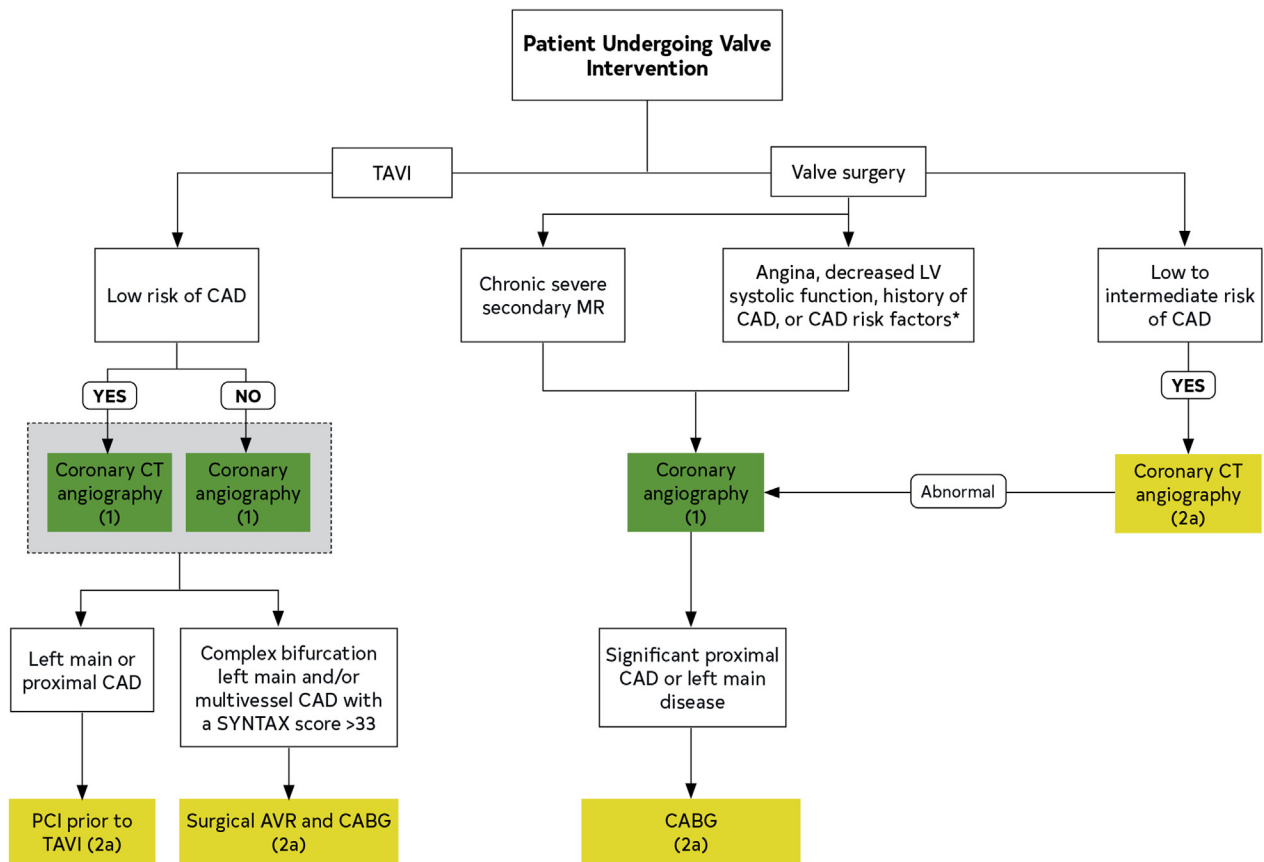 Patient Undergoing Valve
Intervention
TAVI
Valve surgery
Low risk of CAD
Chronic severe
secondary MR
Angina, decreased LV
systolic function, history of
CAD, or CAD risk factors*
Low to
intermediate risk
of CAD
YES
NO
YES
Coronary CT
angiography
(1)
Coronary
angiography
(1)
Coronary
angiography
(1)
Abnormal
Coronary CT
angiography
(2a)
Left main or
proximal CAD
Complex bifurcation
left main and/or
multivessel CAD with
a SYNTAX score >33
Significant proximal
CAD or left main
disease
PCI prior to
TAVI (2a)
Surgical AVR and CABG
(2a)
CABG
(2a)